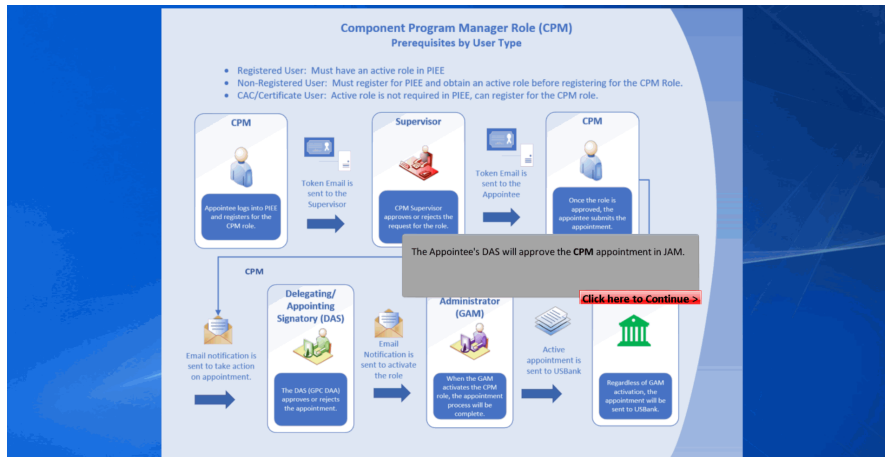 Component Program Manager Role (CPM)
Prerequisites by User Type
• Registered User: Must have an active role in PIEE
• Non-Registered User: Must register for PIEE and obtain an active role before registering for the CPM Role.
• CAC/Certificate User: Active role is not required in PIEE, can register for the CPM role.
CPM
Appointee logs into PIEE
and registers for the
CPM role.
Token Email is
sent to the
Supervisor
Supervisor
CPM Supervisor
approves or rejects the
request for the role.
Token Email is
sent to the
Appointee
CPM
Once the role is
approved, the
appointee submits the
appointment.
The Appointee's DAS will approve the CPM appointment in JAM.
Click here to Continue >
CPM
Email notification is
sent to take action
on appointment.
Delegating/
Appointing
Signatory (DAS)
The DAS (GPC DAA)
approves or rejects
the appointment.
Email
Notification is
sent to activate
the role
Administrator
(GAM)
When the GAM
activates the CPM
role, the appointment
process will be
complete.
Active
appointment is
sent to USBank
Regardless of GAM
activation, the
appointment will be
sent to USBank.